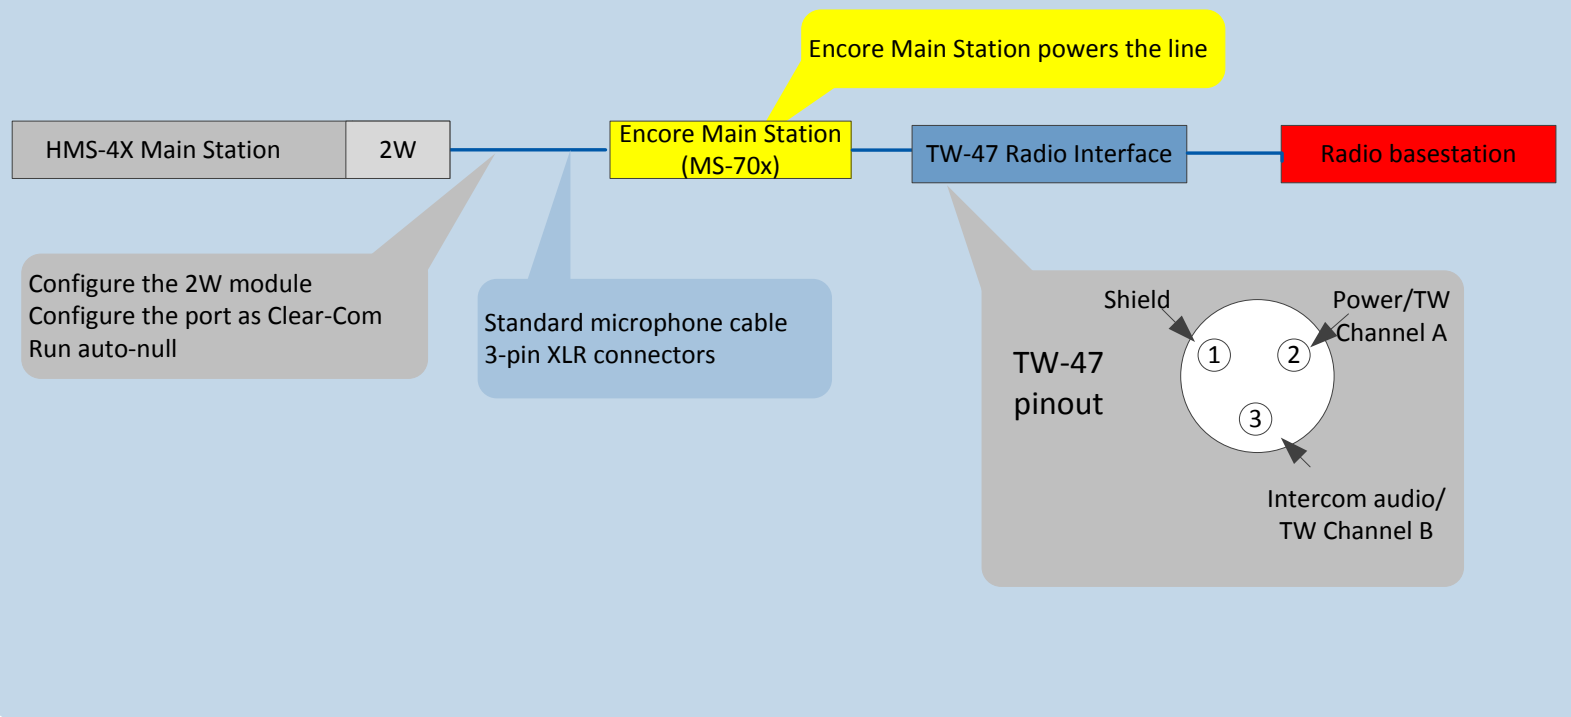 Encore Main Station powers the line
HMS-4X Main Station
2W
Encore Main Station
(MS-70x)
TW-47 Radio Interface
Radio basestation
Configure the 2W module
Configure the port as Clear-Com
Run auto-null
Standard microphone cable
3-pin XLR connectors
TW-47
pinout
Shield
Power/TW
Channel A
1
2
3
Intercom audio/
TW Channel B